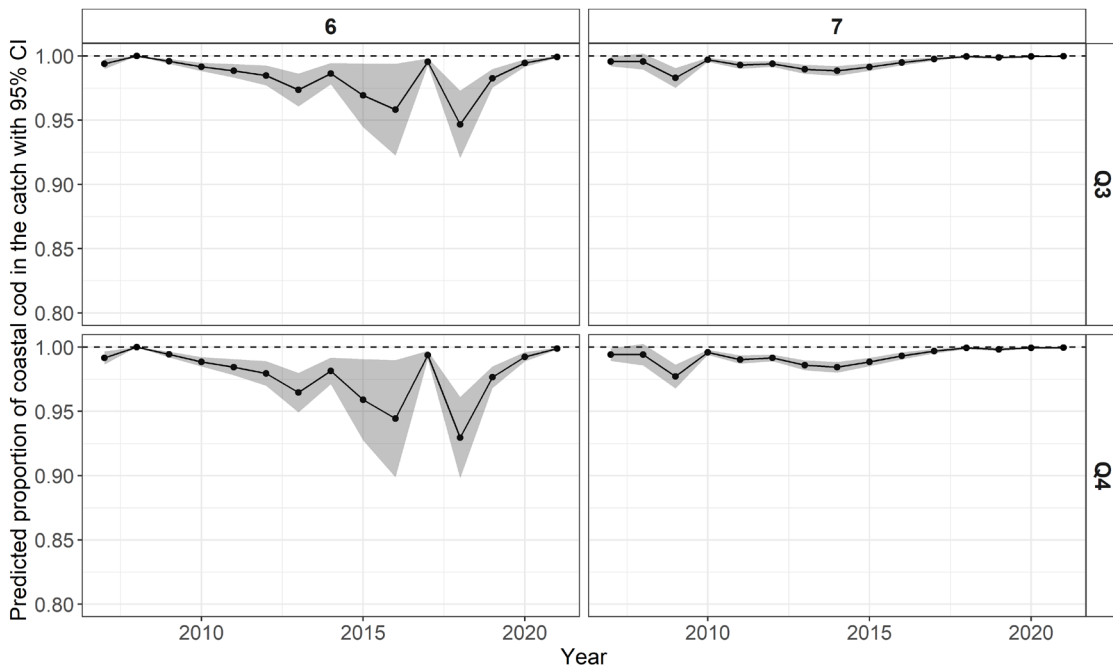 6
7
Predicted proportion of coastal cod in the catch with 95% CI
1.00
0.95
0.90
0.85
0.80
Q3
1.00
0.95
0.90
0.85
0.80
Q4
2010 2015 2020 2010 2015 2020
Year